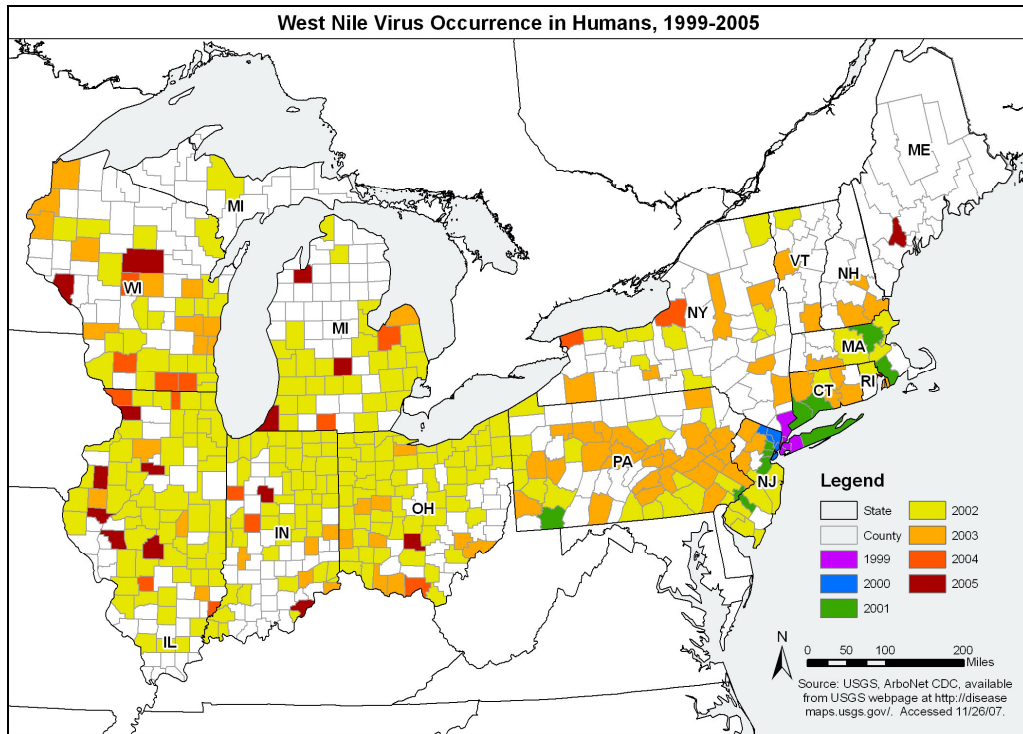 West Nile Virus Occurrence in Humans, 1999-2005
ME
MI
VT
NH
WI
NY
MI
MA
CT
RI
PA
NJ
OH
IN
IL
Legend
State
County
1999
2000
2001
2002
2003
2004
2005
N
0 50 100 200
Miles
Source: USGS, ArboNet CDC, available
from USGS webpage at http://disease
maps.usgs.gov/. Accessed 11/26/07.